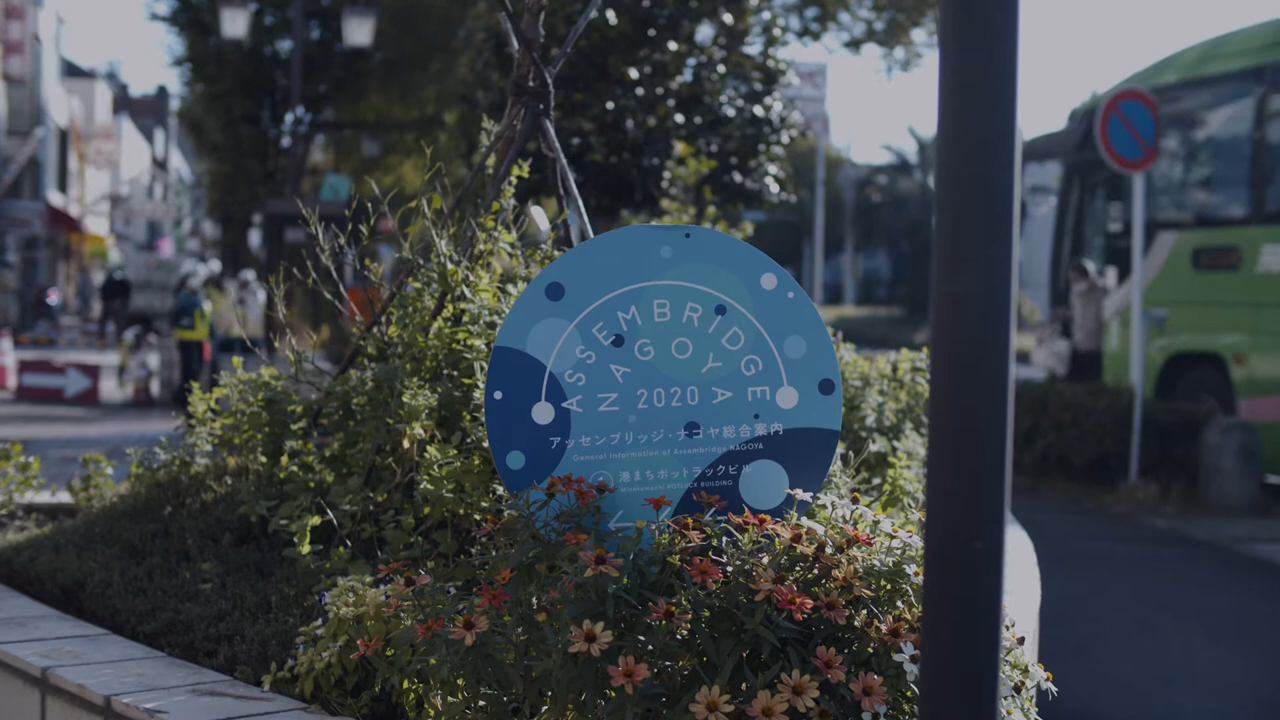 ASSEMBRIDGE
NAGOYA
2020
アッセンブリッジ・ナゴヤ総合案内
General Information of Assembridge NAGOYA
港まちポットラックビル
Minatomachi POTLUCK BUILDING